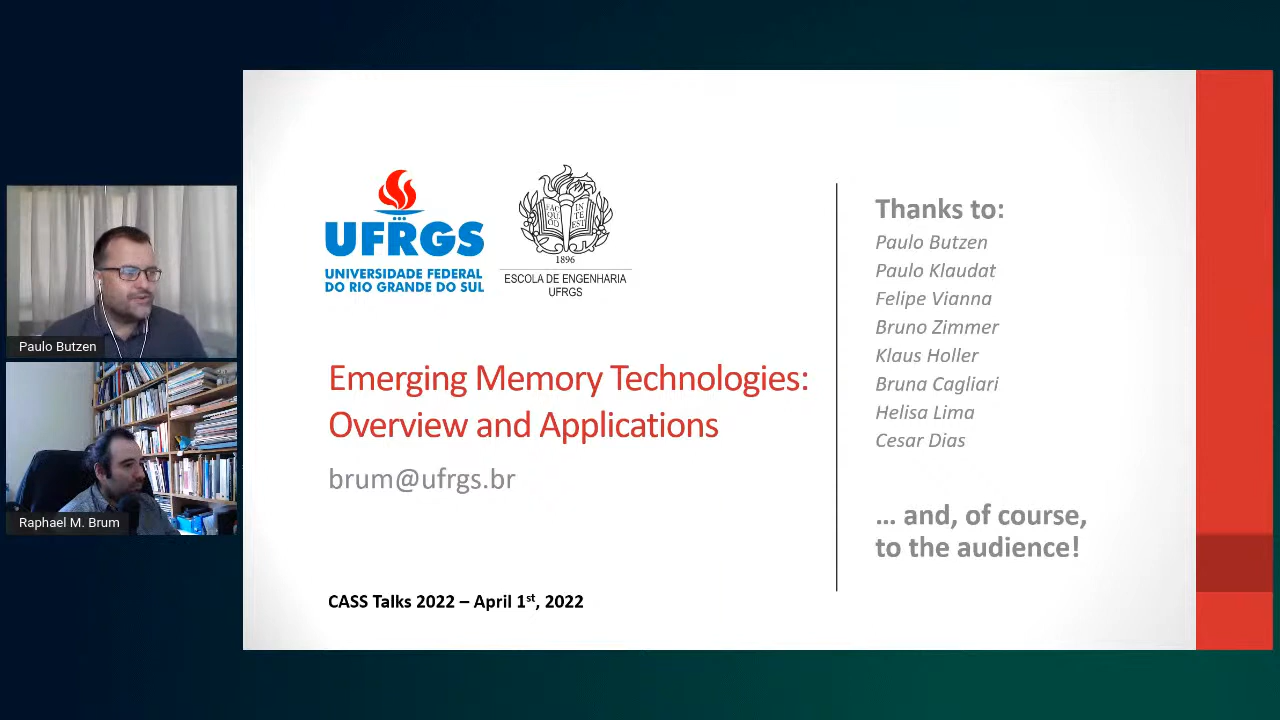 Paulo Butzen
Raphael M. Brum
UFRGS
UNIVERSIDADE FEDERAL
DO RIO GRANDE DO SUL
1896
ESCOLA DE ENGENHARIA
UFRGS
Emerging Memory Technologies:
Overview and Applications
brum@ufrgs.br
CASS Talks 2022 – April 1st, 2022
Thanks to:
Paulo Butzen
Paulo Klaudat
Felipe Vianna
Bruno Zimmer
Klaus Holler
Bruna Cagliari
Helisa Lima
Cesar Dias
... and, of course,
to the audience!